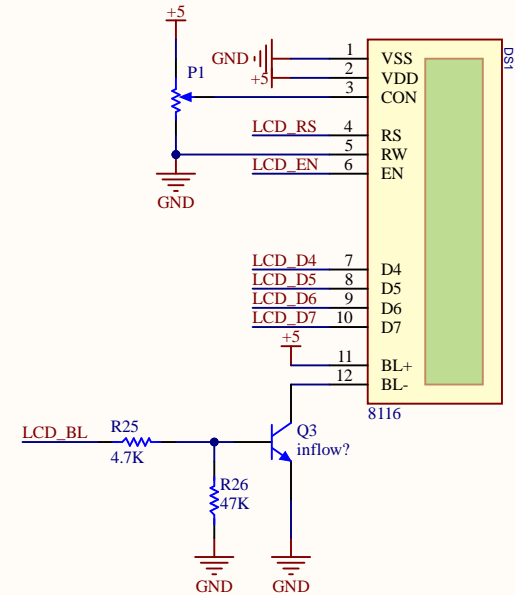 +5
P1
GND
+5
DS1
1 VSS
2 VDD
3 CON
LCD_RS 4 RS
5 RW
LCD_EN 6 EN
GND
LCD_D4 7 D4
LCD_D5 8 D5
LCD_D6 9 D6
LCD_D7 10 D7
+5
11 BL+
12 BL-
8116
LCD_BL
R25
4.7K
Q3
inflow?
R26
47K
GND
GND